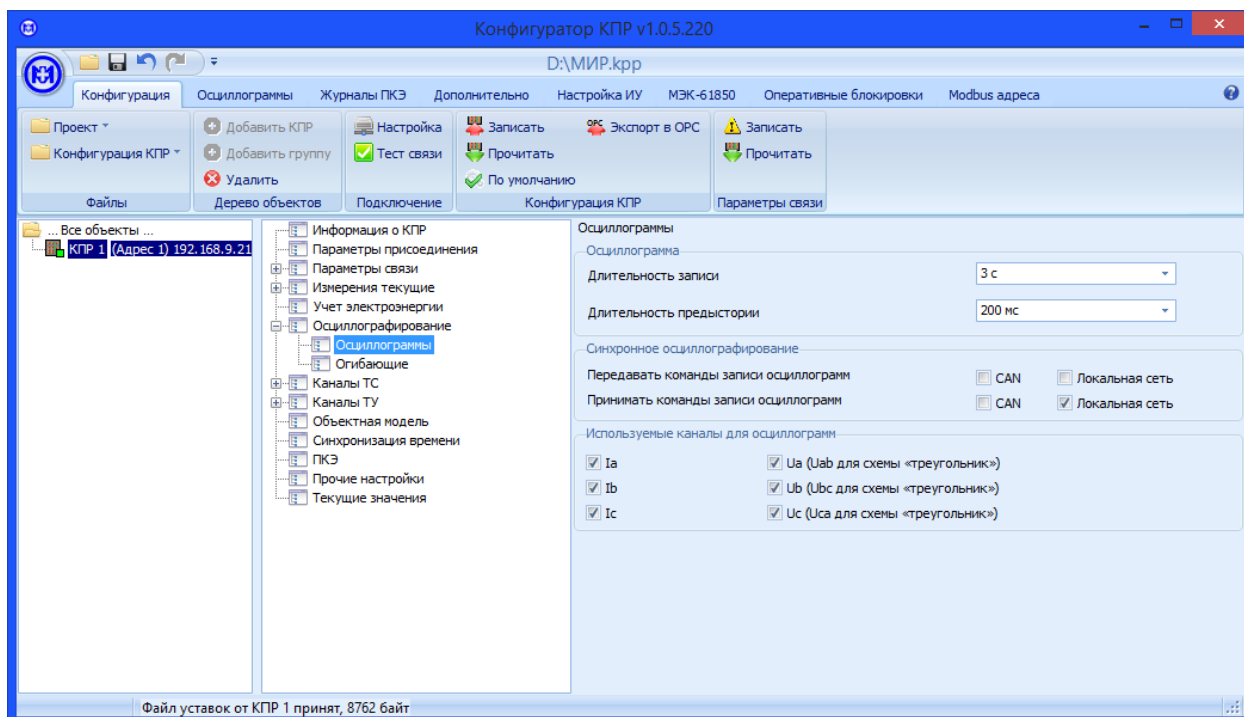 Конфигуратор КПР v1.0.5.220
D:\МИР.kpp
Конфигурация Осциллограммы Журналы ПКЭ Дополнительно Настройка ИУ МЭК-61850 Оперативные блокировки Modbus адреса
Проект
Конфигурация КПР
Файлы
Добавить КПР
Добавить группу
Удалить
Дерево объектов
Настройка
Тест связи
Подключение
Записать
Прочитать
По умолчанию
OPC Экспорт в OPC
Конфигурация КПР
Записать
Прочитать
Параметры связи
... Все объекты ...
КПР 1 (Адрес 1) 192.168.9.21
Информация о КПР
Параметры присоединения
Параметры связи
Измерения текущие
Учет электроэнергии
Осциллографирование
Осциллограммы
Огибающие
Каналы ТС
Каналы ТУ
Объектная модель
Синхронизация времени
ПКЭ
Прочие настройки
Текущие значения
Осциллограммы
Осциллограмма
Длительность записи 3 с
Длительность предыстории 200 мс
Синхронное осциллографирование
Передавать команды записи осциллограмм CAN Локальная сеть
Принимать команды записи осциллограмм CAN Локальная сеть
Используемые каналы для осциллограмм
Ia Ua (Uab для схемы «треугольник»)
Ib Ub (Ubc для схемы «треугольник»)
Ic Uc (Uca для схемы «треугольник»)
Файл уставок от КПР 1 принят, 8762 байт